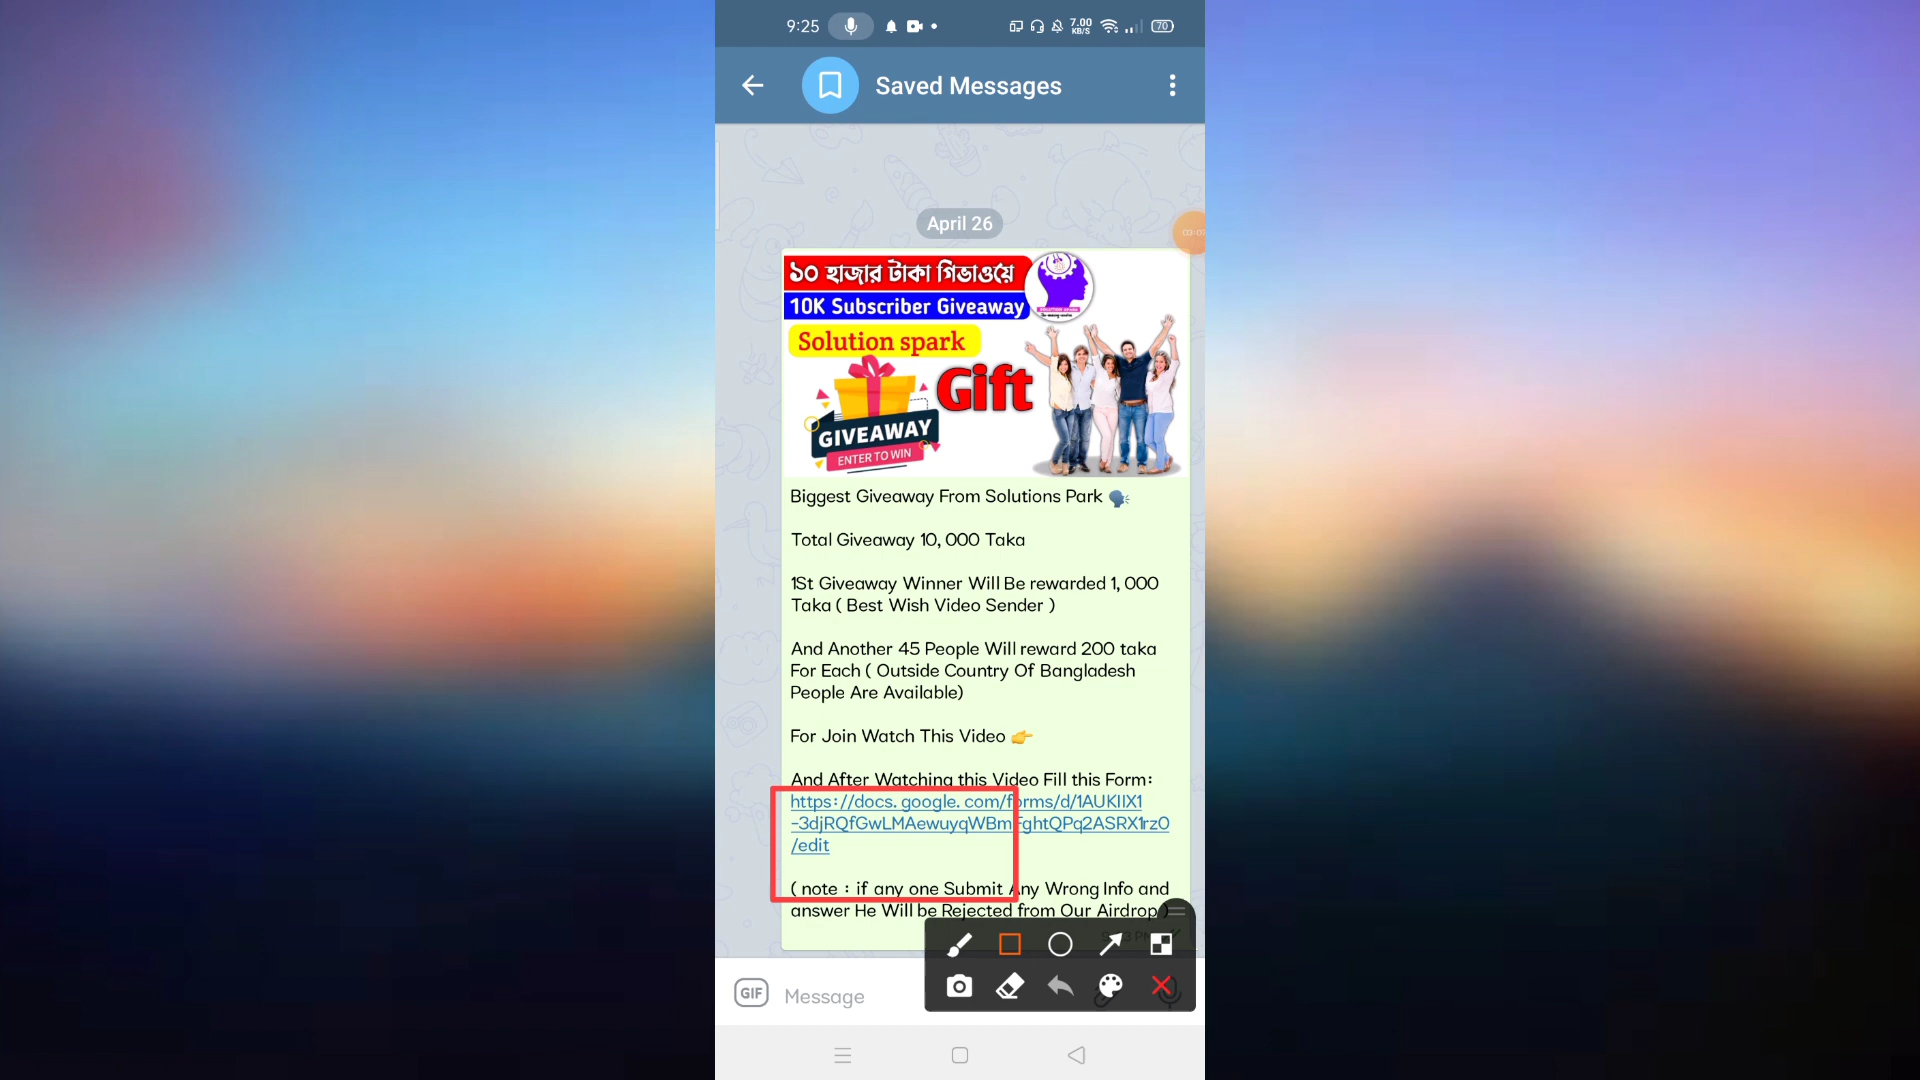 9:25
7.00
KB/S
70
Saved Messages
April 26
১০ হাজার টাকা গিভাওয়ে
10K Subscriber Giveaway
Solution spark
Gift
GIVEAWAY
ENTER TO WIN
Biggest Giveaway From Solutions Park
Total Giveaway 10, 000 Taka
1St Giveaway Winner Will Be rewarded 1, 000
Taka ( Best Wish Video Sender )
And Another 45 People Will reward 200 taka
For Each ( Outside Country Of Bangladesh
People Are Available)
For Join Watch This Video
And After Watching this Video Fill this Form:
https://docs. google. com/forms/d/1AUKIIX1
-3djRQfGwLMAewuyqWBmFghtQPq2ASRX1rzO
/edit
( note : if any one Submit Any Wrong Info and
answer He Will be Rejected from Our Airdrop )
GIF
Message